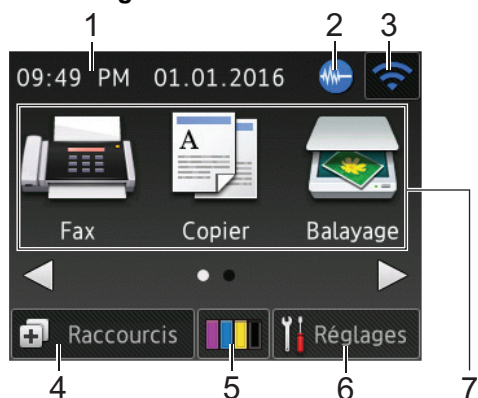 1 2 3
09:49 PM 01.01.2016
A
Fax Copier Balayage
Raccourcis Réglages
4 5 6 7